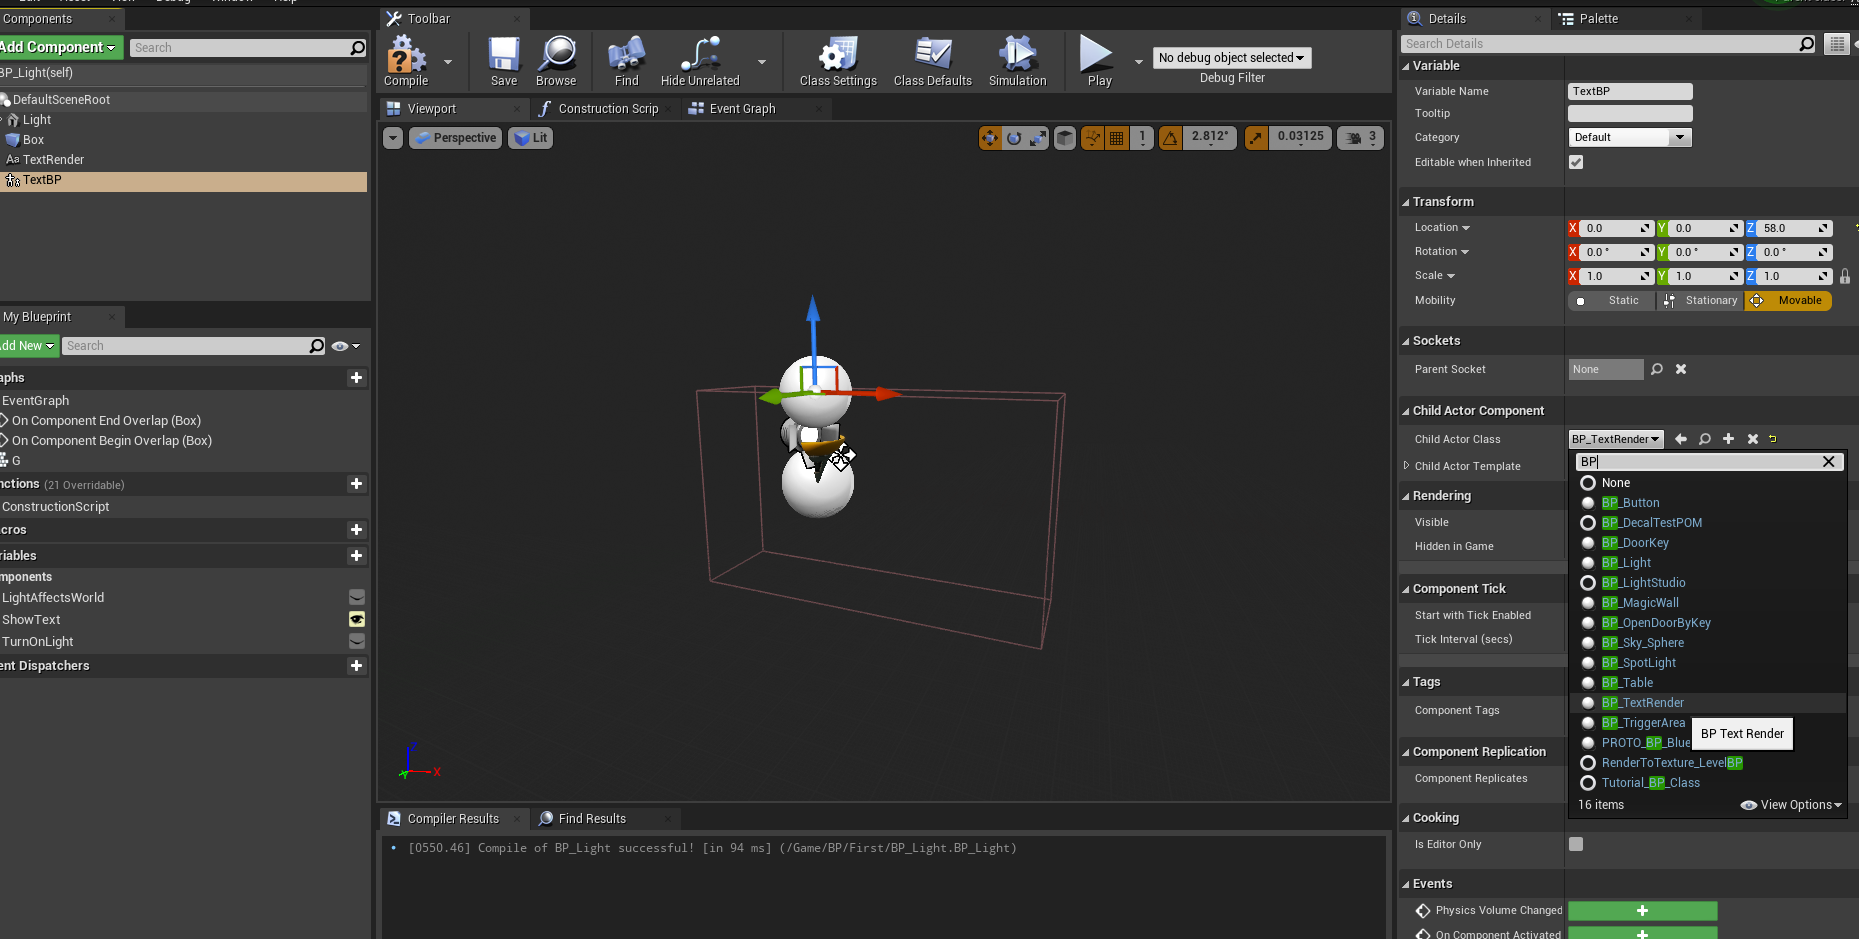 Components
Toolbar
Details
Palette
Add Component
Search
Search Details
BP_Light(self)
Compile
Save
Browse
Find
Hide Unrelated
Class Settings
Class Defaults
Simulation
Play
No debug object selected
Debug Filter
DefaultSceneRoot
Light
Box
Aa TextRender
TextBP
Viewport
Construction Scrip
Event Graph
Perspective
Lit
1
2.812°
0.03125
3
Variable
Variable Name
TextBP
Tooltip
Category
Default
Editable when Inherited
Transform
Location
X 0.0 Y 0.0 Z 58.0
Rotation
X 0.0 ° Y 0.0 ° Z 0.0 °
Scale
X 1.0 Y 1.0 Z 1.0
Mobility
Static
Stationary
Movable
Sockets
Parent Socket
None
Child Actor Component
Child Actor Class
BP_TextRender
Child Actor Template
BP
None
BP_Button
BP_DecalTestPOM
BP_DoorKey
BP_Light
BP_LightStudio
BP_MagicWall
BP_OpenDoorByKey
BP_Sky_Sphere
BP_SpotLight
BP_Table
BP_TextRender
BP_TriggerArea
PROTO_BP_Blue
RenderToTexture_LevelBP
Tutorial_BP_Class
16 items
View Options
BP Text Render
Rendering
Visible
Hidden in Game
Component Tick
Start with Tick Enabled
Tick Interval (secs)
Tags
Component Tags
Component Replication
Component Replicates
Cooking
Is Editor Only
Events
Physics Volume Changed
On Component Activated
My Blueprint
Add New
Search
aphs
EventGraph
On Component End Overlap (Box)
On Component Begin Overlap (Box)
G
nctions (21 Overridable)
ConstructionScript
cros
riables
mponents
LightAffectsWorld
ShowText
TurnOnLight
ent Dispatchers
Z
X
Y
Compiler Results
Find Results
[0550.46] Compile of BP_Light successful! [in 94 ms] (/Game/BP/First/BP_Light.BP_Light)